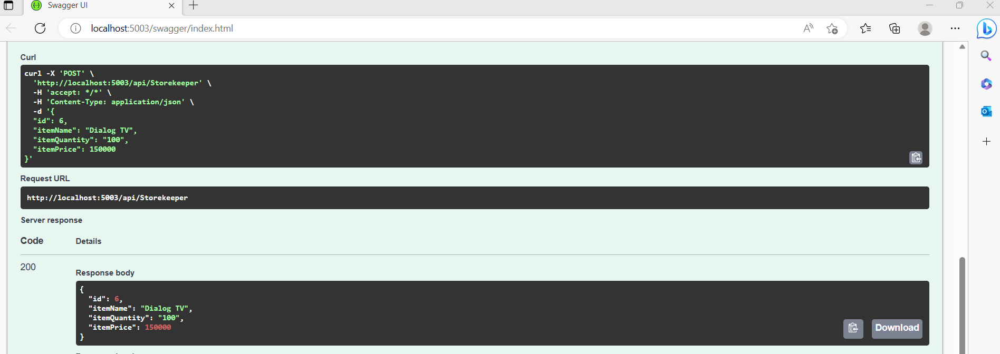 Swagger UI
localhost:5003/swagger/index.html
Curl
curl -X 'POST' \
'http://localhost:5003/api/Storekeeper' \
-H 'accept: */*' \
-H 'Content-Type: application/json' \
-d '{
"id": 6,
"itemName": "Dialog TV",
"itemQuantity": "100",
"itemPrice": 150000
}'
Request URL
http://localhost:5003/api/Storekeeper
Server response
Code Details
200
Response body
{
"id": 6,
"itemName": "Dialog TV",
"itemQuantity": "100",
"itemPrice": 150000
}
Download